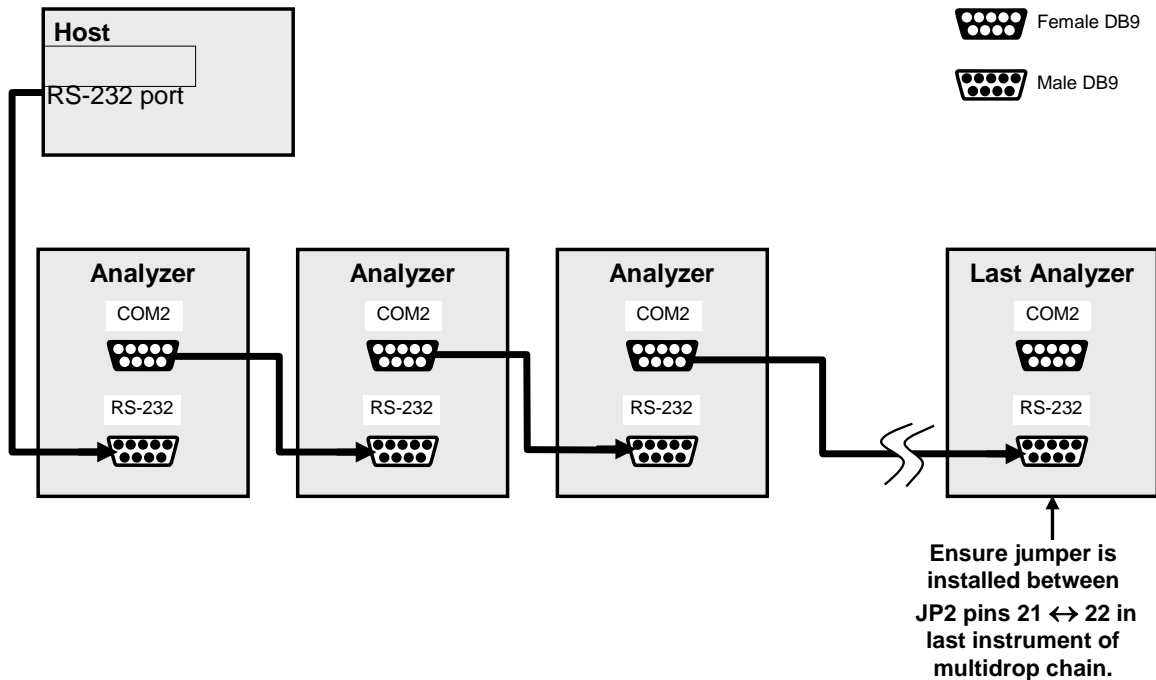 Host
RS-232 port
Female DB9
Male DB9
Analyzer
COM2
RS-232
Analyzer
COM2
RS-232
Analyzer
COM2
RS-232
Last Analyzer
COM2
RS-232
Ensure jumper is
installed between
JP2 pins 21 ↔ 22 in
last instrument of
multidrop chain.